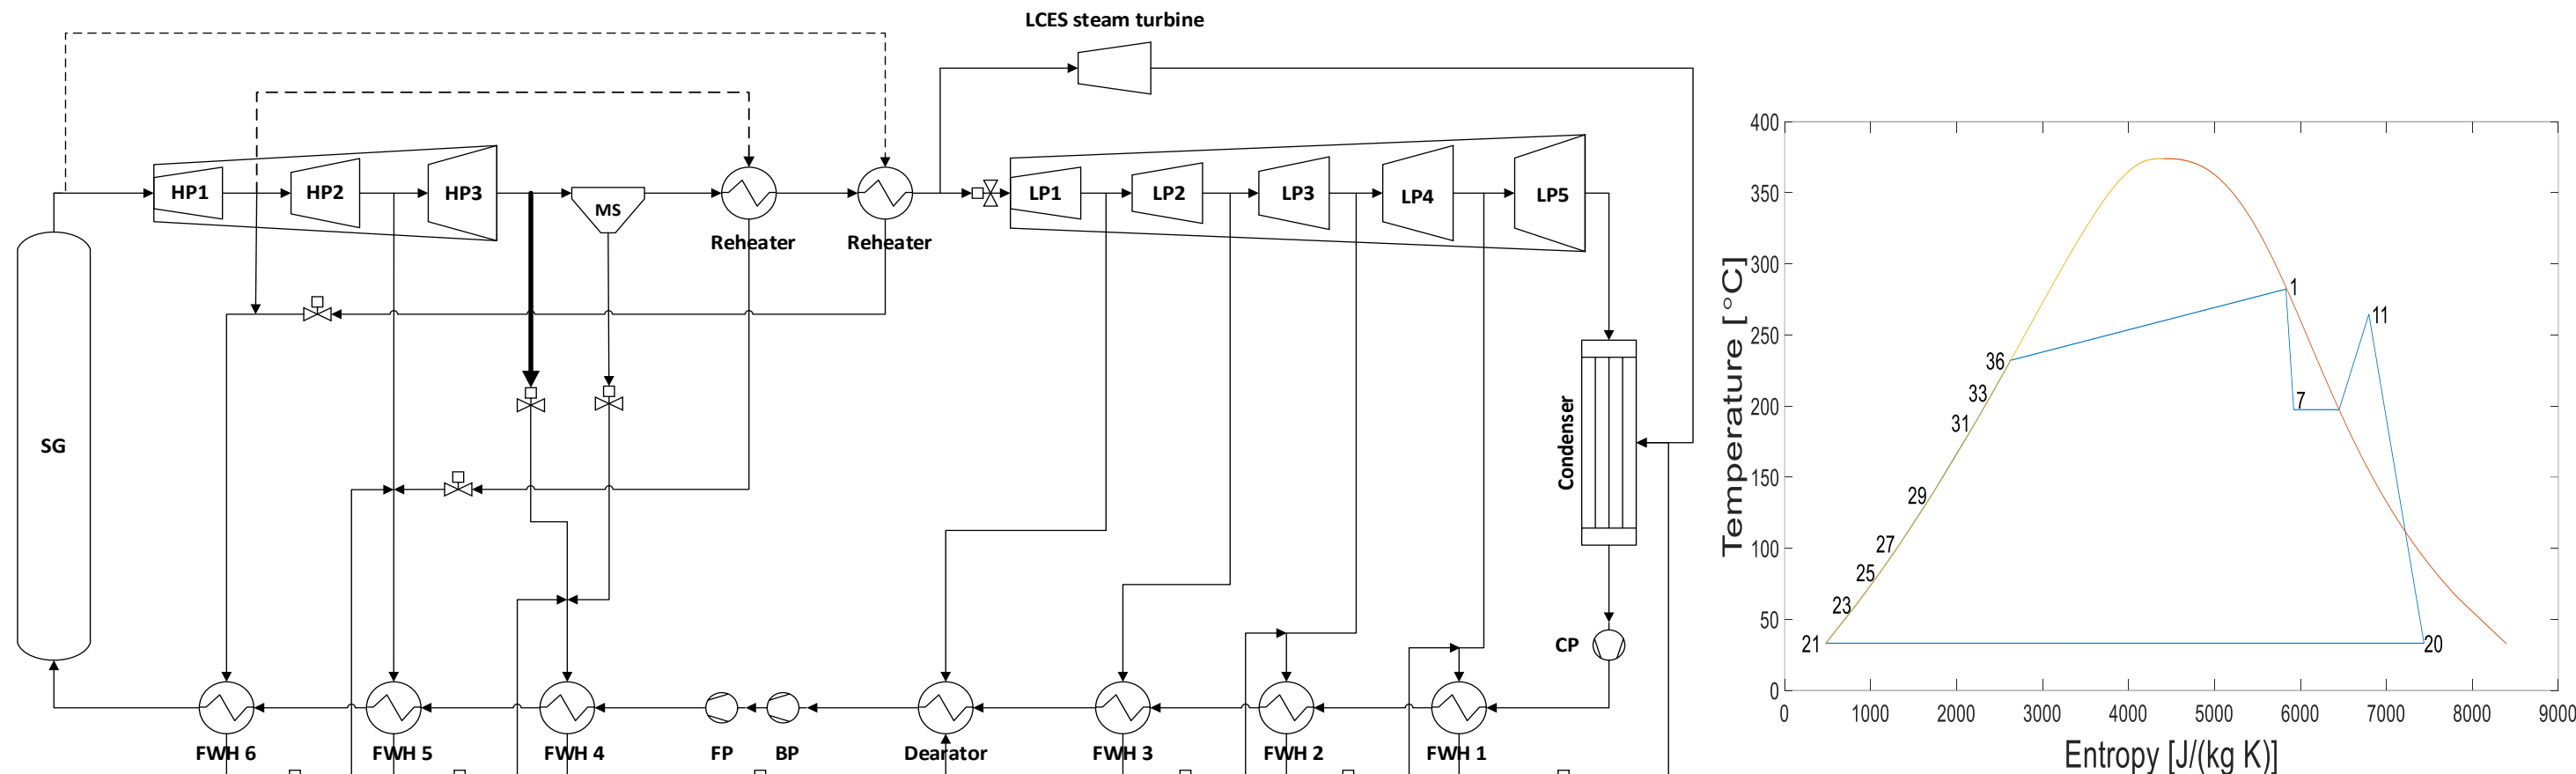 LCES steam turbine
HP1
HP2
HP3
MS
Reheater
Reheater
LP1
LP2
LP3
LP4
LP5
SG
Condenser
CP
FWH 6
FWH 5
FWH 4
FP
BP
Dearator
FWH 3
FWH 2
FWH 1
Temperature [°C]
400
350
300
250
200
150
100
50
0
1
11
36
33
7
31
29
27
25
23
21
20
0
1000
2000
3000
4000
5000
6000
7000
8000
9000
Entropy [J/(kg K)]